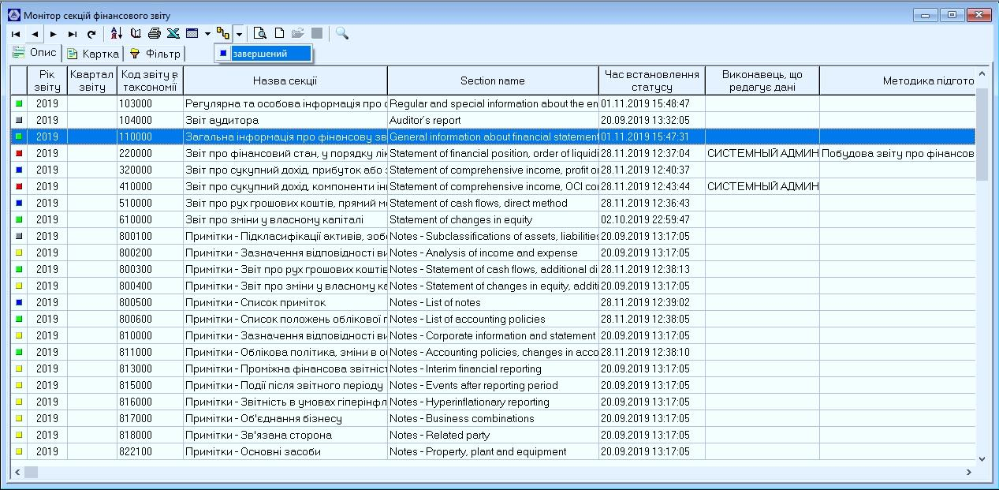 Монітор секцій фінансового звіту
завершений
Опис Картка Фільтр
Рік звіту Квартал звіту Код звіту в таксономії Назва секції Section name Час встановлення статусу Виконавець, що редагує дані Методика підгото
2019 103000 Регулярна та особова інформація про Regular and special information about the en 01.11.2019 15:48:47
2019 104000 Звіт аудитора Auditor's report 20.09.2019 13:32:05
2019 110000 Загальна інформація про фінансову зв General information about financial statement 01.11.2019 15:47:31
2019 220000 Звіт про фінансовий стан, у порядку лік Statement of financial position, order of liquidi 28.11.2019 12:37:04 СИСТЕМНЫЙ АДМИН Побудова звіту про фінансов
2019 320000 Звіт про сукупний дохід, прибуток або Statement of comprehensive income, profit o 28.11.2019 12:40:37
2019 410000 Звіт про сукупний дохід, компоненти ін Statement of comprehensive income, OCI co 28.11.2019 12:43:44 СИСТЕМНЫЙ АДМИН
2019 510000 Звіт про рух грошових коштів, прямий м Statement of cash flows, direct method 28.11.2019 12:36:43
2019 610000 Звіт про зміни у власному капіталі Statement of changes in equity 02.10.2019 22:59:47
2019 800100 Примітки - Підкласифікації активів, зоб Notes - Subclassifications of assets, liabilities 20.09.2019 13:17:05
2019 800200 Примітки - Зазначення відповідності ви Notes - Analysis of income and expense 20.09.2019 13:17:05
2019 800300 Примітки - Звіт про рух грошових коштів Notes - Statement of cash flows, additional di 28.11.2019 12:38:13
2019 800400 Примітки - Звіт про зміни у власному ка Notes - Statement of changes in equity, additi 20.09.2019 13:17:05
2019 800500 Примітки - Список приміток Notes - List of notes 28.11.2019 12:39:02
2019 800600 Примітки - Список положень облікової п Notes - List of accounting policies 28.11.2019 12:38:05
2019 810000 Примітки - Зазначення відповідності ви Notes - Corporate information and statement 20.09.2019 13:17:05
2019 811000 Примітки - Облікова політика, зміни в об Notes - Accounting policies, changes in acco 28.11.2019 12:38:10
2019 813000 Примітки - Проміжна фінансова звітніст Notes - Interim financial reporting 20.09.2019 13:17:05
2019 815000 Примітки - Події після звітного періоду Notes - Events after reporting period 20.09.2019 13:17:05
2019 816000 Примітки - Звітність в умовах гіперінфл Notes - Hyperinflationary reporting 20.09.2019 13:17:05
2019 817000 Примітки - Об'єднання бізнесу Notes - Business combinations 20.09.2019 13:17:05
2019 818000 Примітки - Зв'язана сторона Notes - Related party 20.09.2019 13:17:05
2019 822100 Примітки - Основні засоби Notes - Property, plant and equipment 20.09.2019 13:17:05